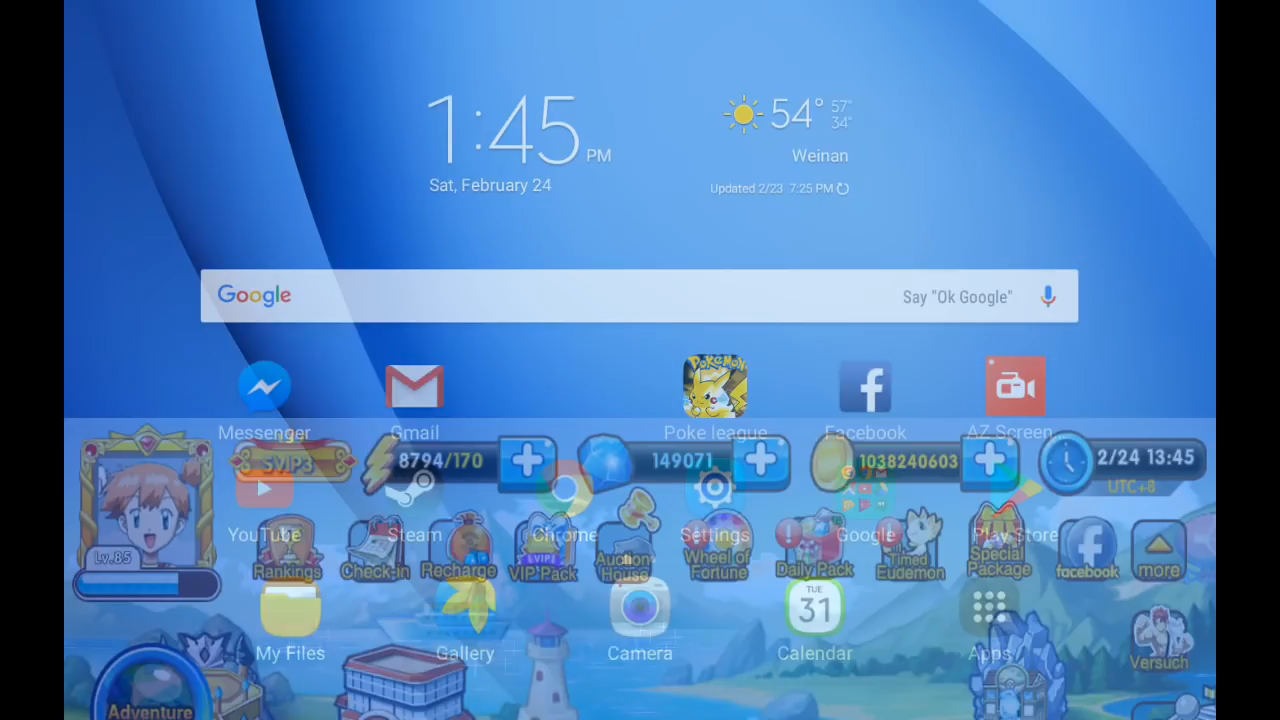 1:45 PM
Sat, February 24
54° 57° 34°
Weinan
Updated 2/23 7:25 PM
Google
Say "Ok Google"
POKéMON
Messenger
Gmail
Poke league
Facebook
AZ Screen...
SVIP3
8794/170
149071
1038240603
2/24 13:45
UTC+8
Lv.85
YouTube
Steam
Chrome
Settings
Google
Play Store
Rankings
Check-in
Recharge
SVIP3
VIP Pack
Auction House
Wheel of Fortune
Daily Pack
Timed Eudemon
Special Package
facebook
more
TUE
31
My Files
Gallery
Camera
Calendar
Apps
Versuch
Adventure